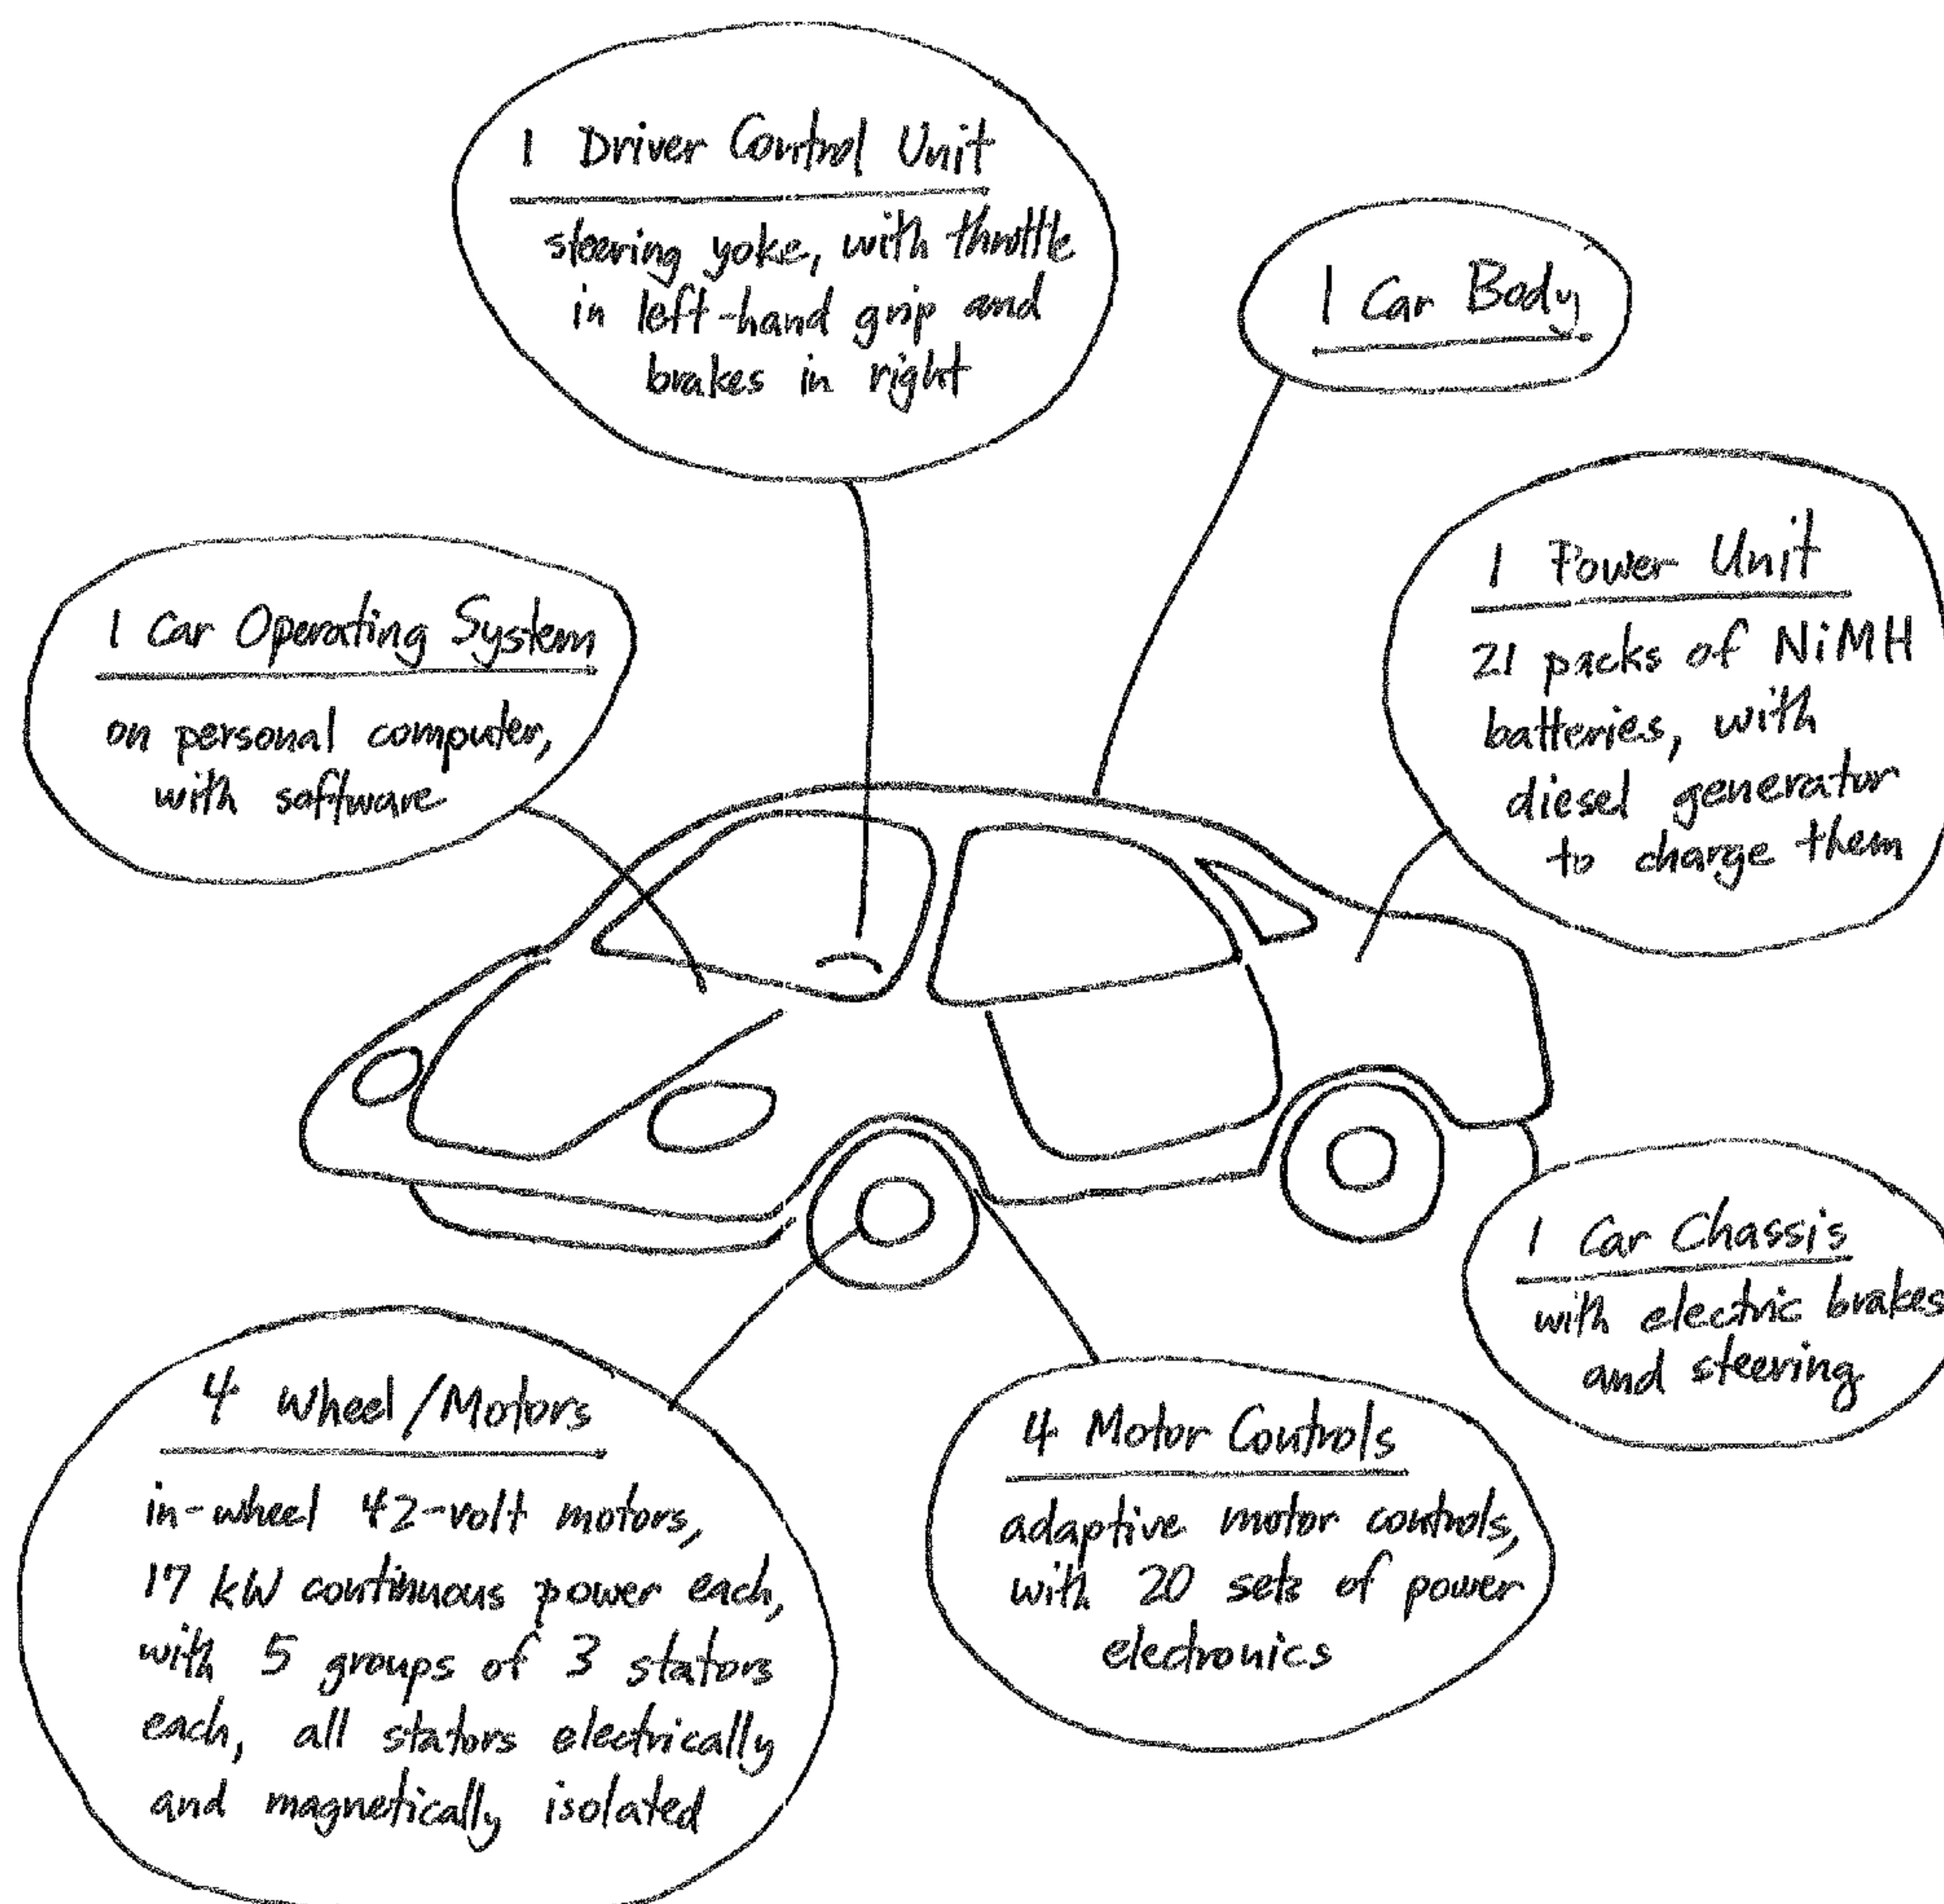 1 Driver Control Unit
steering yoke, with throttle
in left-hand grip and
brakes in right
1 Car Body
1 Power Unit
21 packs of NiMH
batteries, with
diesel generator
to charge them
1 Car Operating System
on personal computer,
with software
1 Car Chassis
with electric brakes
and steering
4 Wheel/Motors
in-wheel 42-volt motors,
17 kW continuous power each,
with 5 groups of 3 stators
each, all stators electrically
and magnetically isolated
4 Motor Controls
adaptive motor controls,
with 20 sets of power
electronics